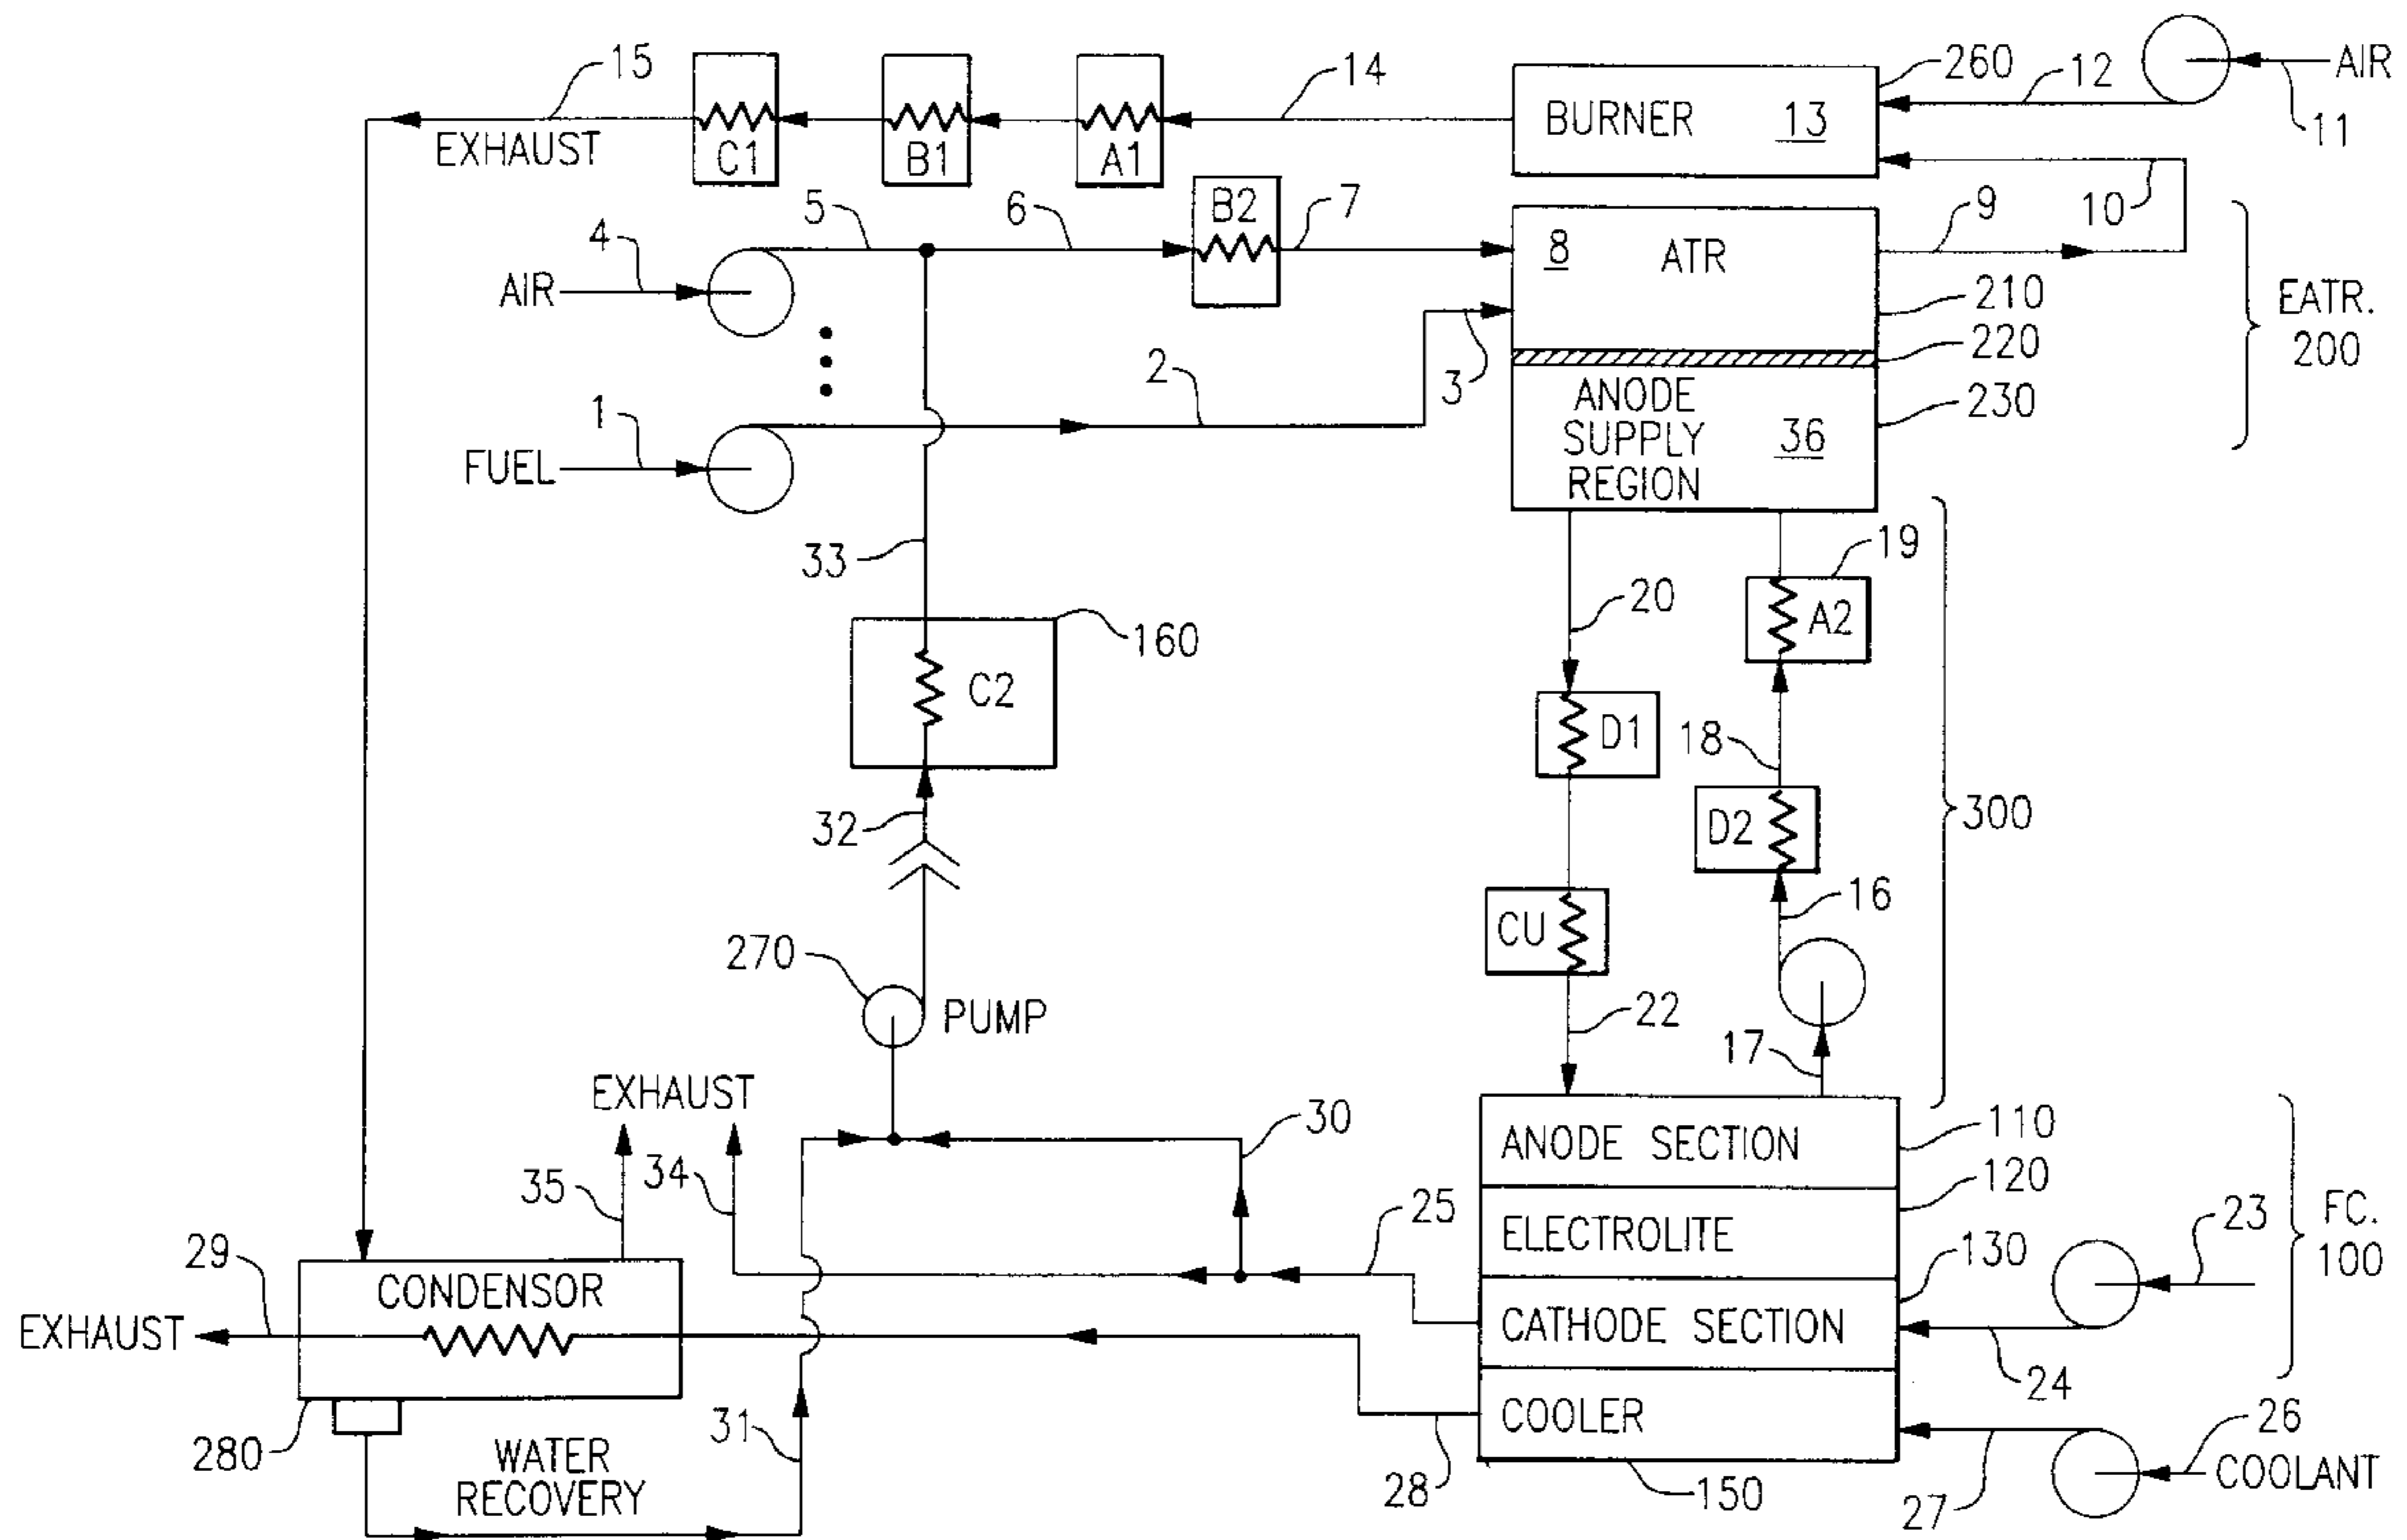 15
14
260
12
AIR
BURNER 13
11
EXHAUST
C1
B1
A1
10
5
6
B2
7
9
4
8
ATR
AIR
210
EATR.
200
220
2
3
1
ANODE
SUPPLY
REGION
36
230
FUEL
33
19
20
A2
160
C2
D1
18
300
32
D2
16
CU
270
PUMP
22
17
EXHAUST
30
110
ANODE SECTION
120
35
34
25
ELECTROLITE
23
FC.
100
29
130
CONDENSOR
EXHAUST
CATHODE SECTION
24
31
COOLER
26
280
WATER
RECOVERY
28
150
27
COOLANT